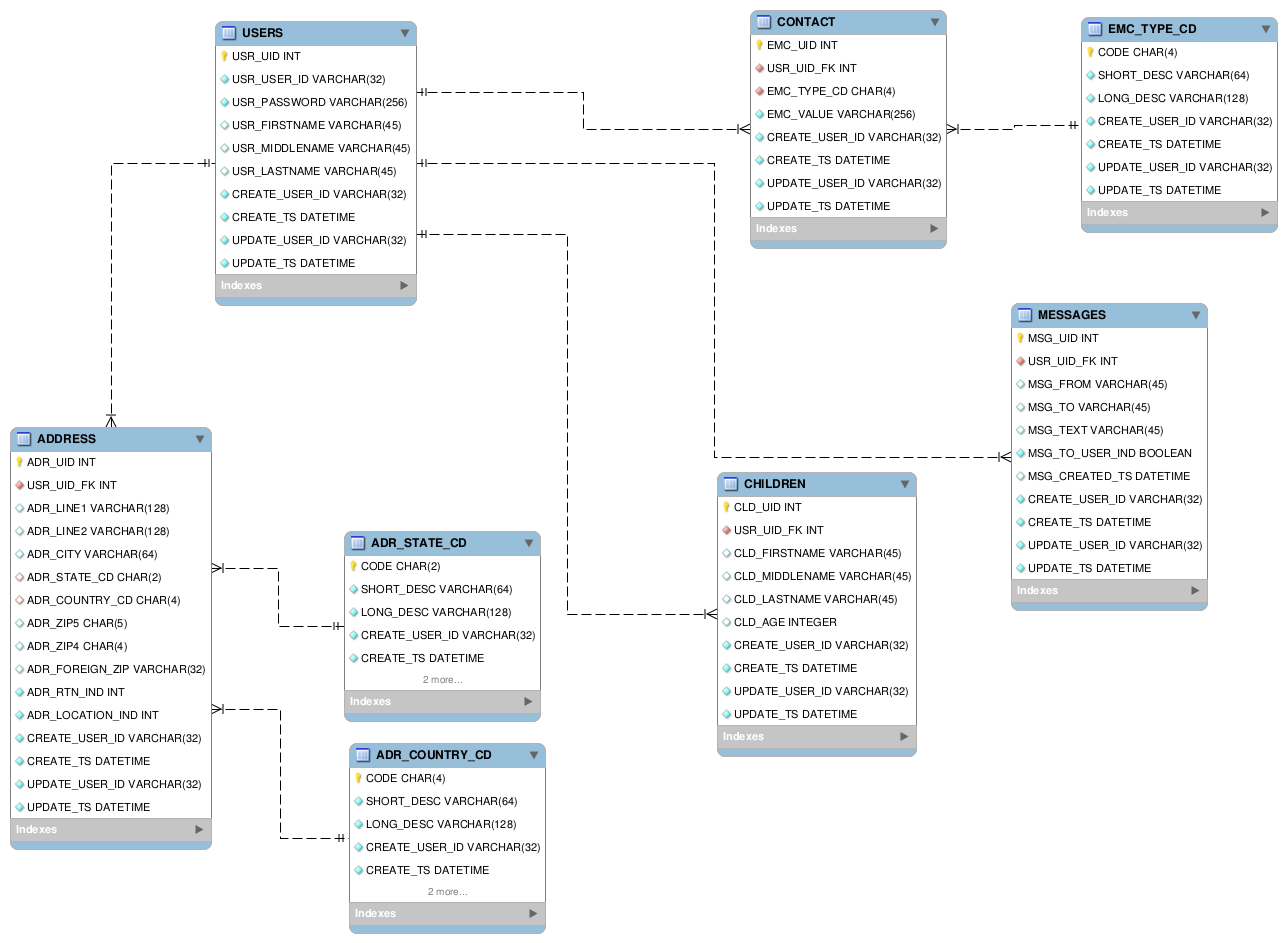 USERS
USR_UID INT
USR_USER_ID VARCHAR(32)
USR_PASSWORD VARCHAR(256)
USR_FIRSTNAME VARCHAR(45)
USR_MIDDLENAME VARCHAR(45)
USR_LASTNAME VARCHAR(45)
CREATE_USER_ID VARCHAR(32)
CREATE_TS DATETIME
UPDATE_USER_ID VARCHAR(32)
UPDATE_TS DATETIME
Indexes
CONTACT
EMC_UID INT
USR_UID_FK INT
EMC_TYPE_CD CHAR(4)
EMC_VALUE VARCHAR(256)
CREATE_USER_ID VARCHAR(32)
CREATE_TS DATETIME
UPDATE_USER_ID VARCHAR(32)
UPDATE_TS DATETIME
Indexes
EMC_TYPE_CD
CODE CHAR(4)
SHORT_DESC VARCHAR(64)
LONG_DESC VARCHAR(128)
CREATE_USER_ID VARCHAR(32)
CREATE_TS DATETIME
UPDATE_USER_ID VARCHAR(32)
UPDATE_TS DATETIME
Indexes
MESSAGES
MSG_UID INT
USR_UID_FK INT
MSG_FROM VARCHAR(45)
MSG_TO VARCHAR(45)
MSG_TEXT VARCHAR(45)
MSG_TO_USER_IND BOOLEAN
MSG_CREATED_TS DATETIME
CREATE_USER_ID VARCHAR(32)
CREATE_TS DATETIME
UPDATE_USER_ID VARCHAR(32)
UPDATE_TS DATETIME
Indexes
ADDRESS
ADR_UID INT
USR_UID_FK INT
ADR_LINE1 VARCHAR(128)
ADR_LINE2 VARCHAR(128)
ADR_CITY VARCHAR(64)
ADR_STATE_CD CHAR(2)
ADR_COUNTRY_CD CHAR(4)
ADR_ZIP5 CHAR(5)
ADR_ZIP4 CHAR(4)
ADR_FOREIGN_ZIP VARCHAR(32)
ADR_RTN_IND INT
ADR_LOCATION_IND INT
CREATE_USER_ID VARCHAR(32)
CREATE_TS DATETIME
UPDATE_USER_ID VARCHAR(32)
UPDATE_TS DATETIME
Indexes
CHILDREN
CLD_UID INT
USR_UID_FK INT
CLD_FIRSTNAME VARCHAR(45)
CLD_MIDDLENAME VARCHAR(45)
CLD_LASTNAME VARCHAR(45)
CLD_AGE INTEGER
CREATE_USER_ID VARCHAR(32)
CREATE_TS DATETIME
UPDATE_USER_ID VARCHAR(32)
UPDATE_TS DATETIME
Indexes
ADR_STATE_CD
CODE CHAR(2)
SHORT_DESC VARCHAR(64)
LONG_DESC VARCHAR(128)
CREATE_USER_ID VARCHAR(32)
CREATE_TS DATETIME
2 more...
Indexes
ADR_COUNTRY_CD
CODE CHAR(4)
SHORT_DESC VARCHAR(64)
LONG_DESC VARCHAR(128)
CREATE_USER_ID VARCHAR(32)
CREATE_TS DATETIME
2 more...
Indexes